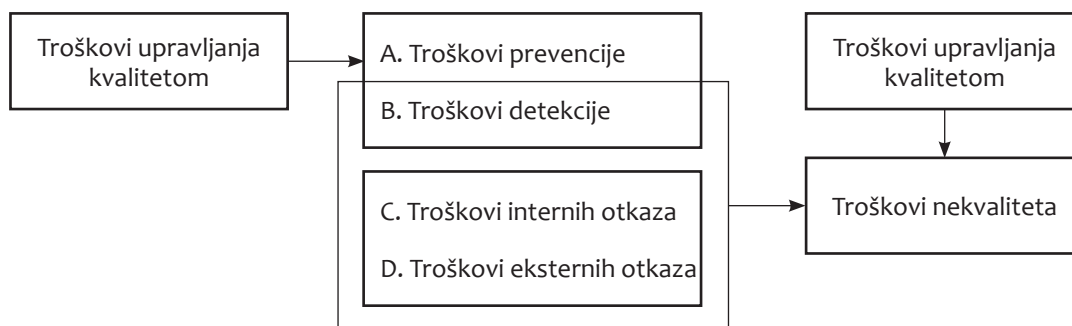 Troškovi upravljanja
kvalitetom
A. Troškovi prevencije
B. Troškovi detekcije
C. Troškovi internih otkaza
D. Troškovi eksternih otkaza
Troškovi upravljanja
kvalitetom
Troškovi nekvaliteta